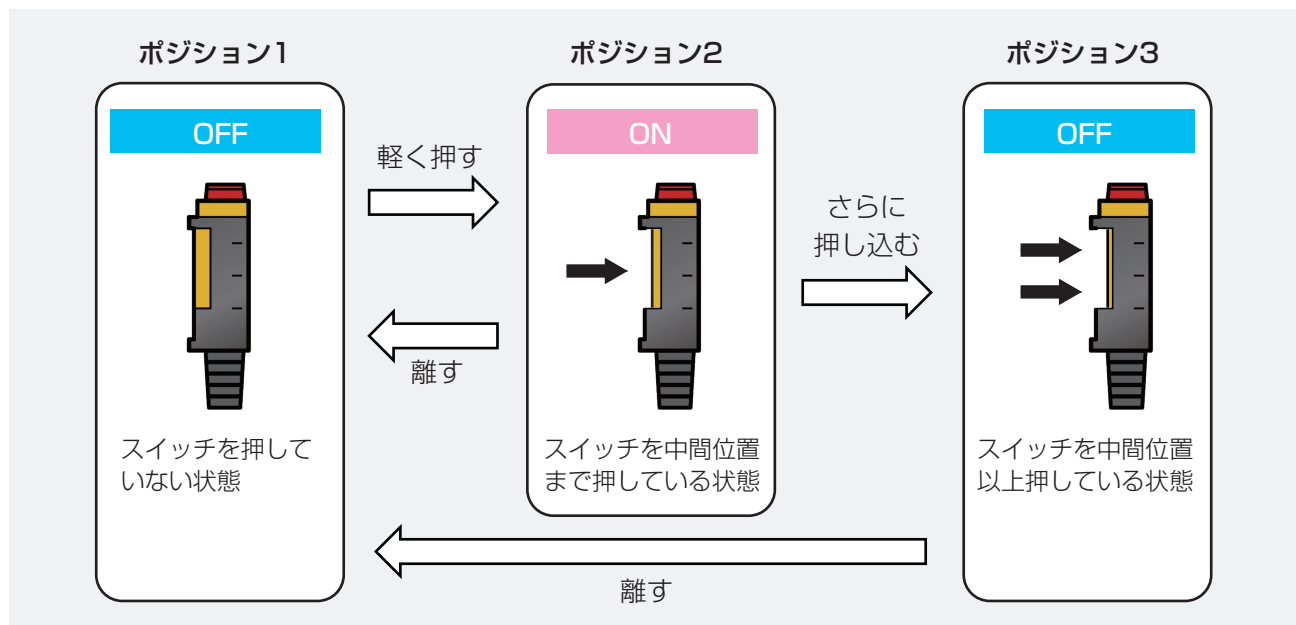 ポジション1
ポジション2
ポジション3
OFF
ON
OFF
軽く押す
さらに
押し込む
離す
スイッチを押して
いない状態
スイッチを中間位置
まで押している状態
スイッチを中間位置
以上押している状態
離す